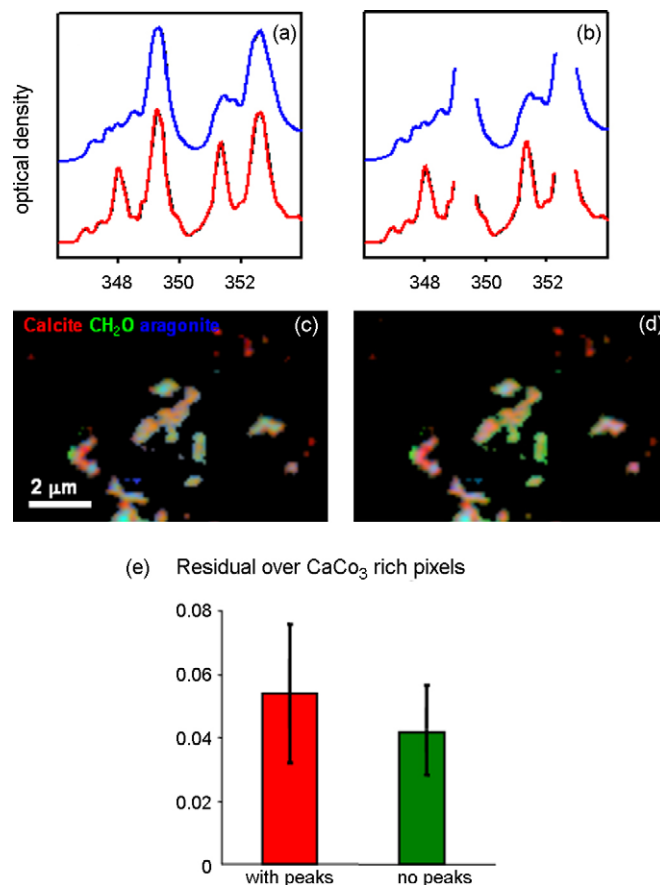 (a)
(b)
optical density
348 350 352
348 350 352
Calcite CH₂O aragonite (c)
(d)
2 μm
(e) Residual over CaCo₃ rich pixels
0.08
0.06
0.04
0.02
0
with peaks no peaks